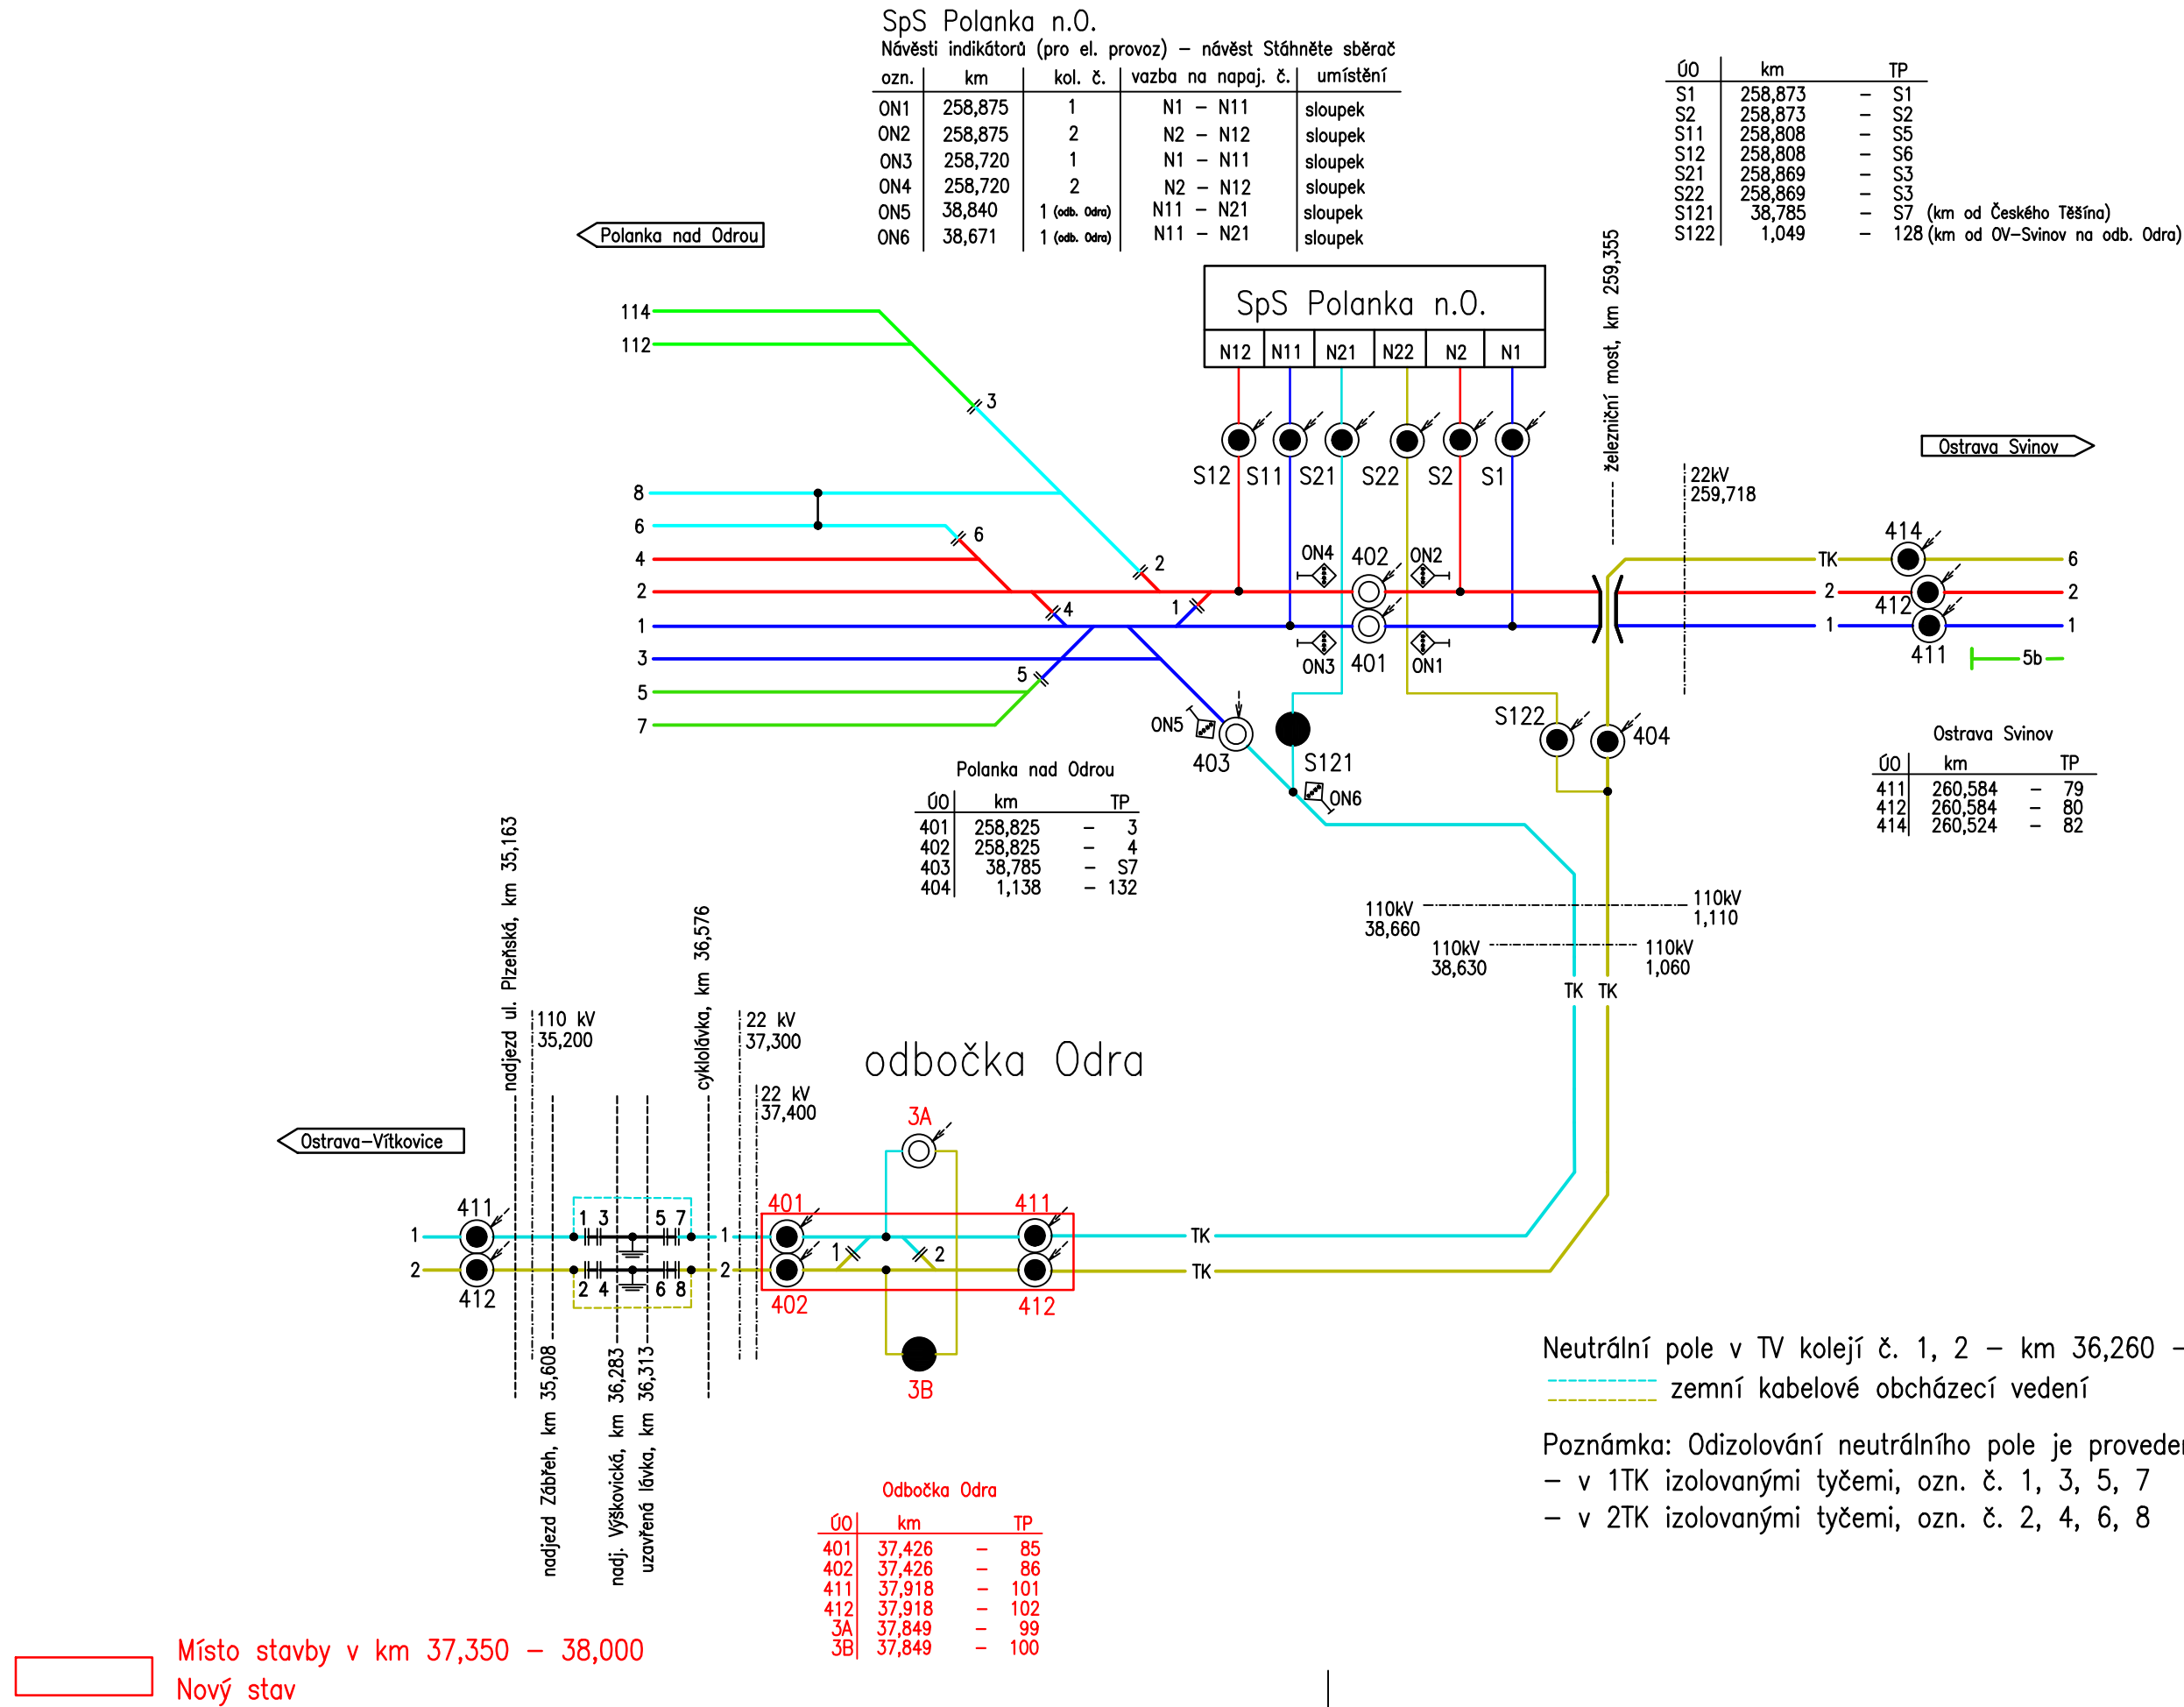 SpS Polanka n.O.
Návěsti indikátorů (pro el. provoz) – návěst Stáhněte sběrač
ozn. km kol. č. vazba na napaj. č. umístění
ON1 258,875 1 N1 – N11 sloupek
ON2 258,875 2 N2 – N12 sloupek
ON3 258,720 1 N1 – N11 sloupek
ON4 258,720 2 N2 – N12 sloupek
ON5 38,840 1 (odb. Odra) N11 – N21 sloupek
ON6 38,671 1 (odb. Odra) N11 – N21 sloupek
ÚO km TP
S1 258,873 – S1
S2 258,873 – S2
S11 258,808 – S5
S12 258,808 – S6
S21 258,869 – S3
S22 258,869 – S3
S121 38,785 – S7 (km od Českého Těšína)
S122 1,049 – 128 (km od OV–Svinov na odb. Odra)
Polanka nad Odrou
SpS Polanka n.O.
N12 N11 N21 N22 N2 N1
železniční most, km 259,355
114
112
3
S12 S11 S21 S22 S2 S1
Ostrava Svinov
22kV
259,718
8
6
6
4
2
1
3
5
7
2
4
1
5
ON4
402
ON2
ON3
401
ON1
414
TK
6
2
412
2
1
411
1
5b
ON5
403
S121
ON6
S122
404
Polanka nad Odrou
ÚO km TP
401 258,825 – 3
402 258,825 – 4
403 38,785 – S7
404 1,138 – 132
Ostrava Svinov
ÚO km TP
411 260,584 – 79
412 260,584 – 80
414 260,524 – 82
110kV
38,660
110kV
1,110
110kV
38,630
110kV
1,060
TK TK
nadjezd ul. Plzeňská, km 35,163
110 kV
35,200
cyklolávka, km 36,576
22 kV
37,300
22 kV
37,400
odbočka Odra
Ostrava–Vítkovice
3A
411
1
1 3 5 7
1
401
411
TK
2
412
2 4 6 8
2
1
2
402
412
TK
3B
nadjezd Zábřeh, km 35,608
nadj. Výškovická, km 36,283
uzavřená lávka, km 36,313
Neutrální pole v TV kolejí č. 1, 2 – km 36,260 –
zemní kabelové obcházecí vedení
Poznámka: Odizolování neutrálního pole je proveden
– v 1TK izolovanými tyčemi, ozn. č. 1, 3, 5, 7
– v 2TK izolovanými tyčemi, ozn. č. 2, 4, 6, 8
Odbočka Odra
ÚO km TP
401 37,426 – 85
402 37,426 – 86
411 37,918 – 101
412 37,918 – 102
3A 37,849 – 99
3B 37,849 – 100
Místo stavby v km 37,350 – 38,000
Nový stav